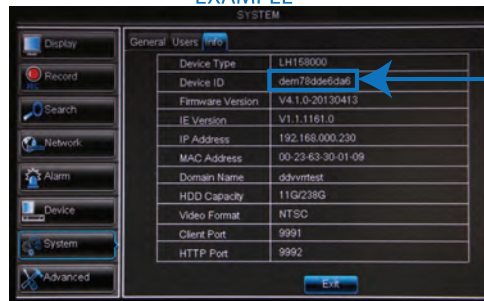 EXAMPLE
SYSTEM
Display
General Users Info
Device Type LH158000
Record
REC
Device ID dem78dde6da6
Firmware Version V4.1.0-20130413
Search
IE Version V1.1.1161.0
Network
IP Address 192.168.000.230
MAC Address 00-23-63-30-01-09
Alarm
Domain Name ddvvrrtest
HDD Capacity 11G/238G
Device
Video Format NTSC
System
Client Port 9991
HTTP Port 9992
Advanced
Exit